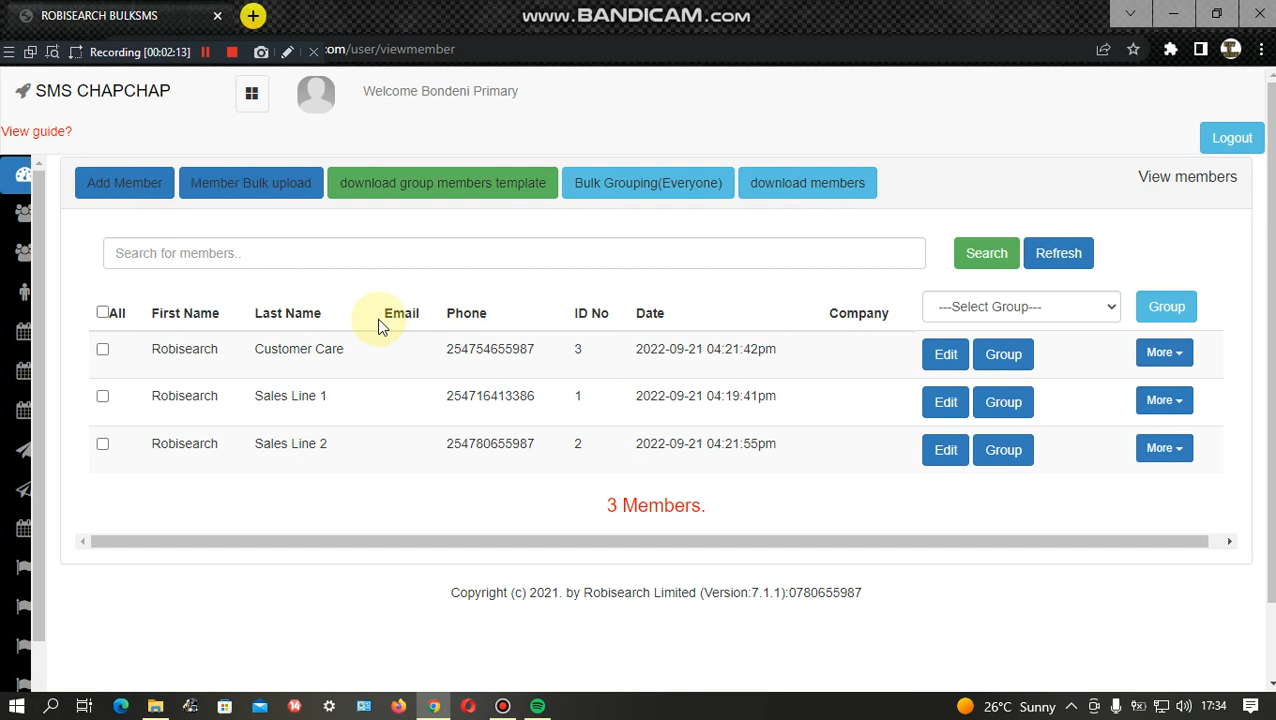 ROBISEARCH BULKSMS
www.BANDICAM.com
Recording [00:02:13]
:om/user/viewmember
SMS CHAPCHAP
Welcome Bondeni Primary
View guide?
Logout
Add Member Member Bulk upload download group members template Bulk Grouping(Everyone) download members View members
Search for members.. Search Refresh
All First Name Last Name Email Phone ID No Date Company ---Select Group--- Group
Robisearch Customer Care 254754655987 3 2022-09-21 04:21:42pm Edit Group More
Robisearch Sales Line 1 254716413386 1 2022-09-21 04:19:41pm Edit Group More
Robisearch Sales Line 2 254780655987 2 2022-09-21 04:21:55pm Edit Group More
3 Members.
Copyright (c) 2021. by Robisearch Limited (Version:7.1.1):0780655987
26°C Sunny 17:34